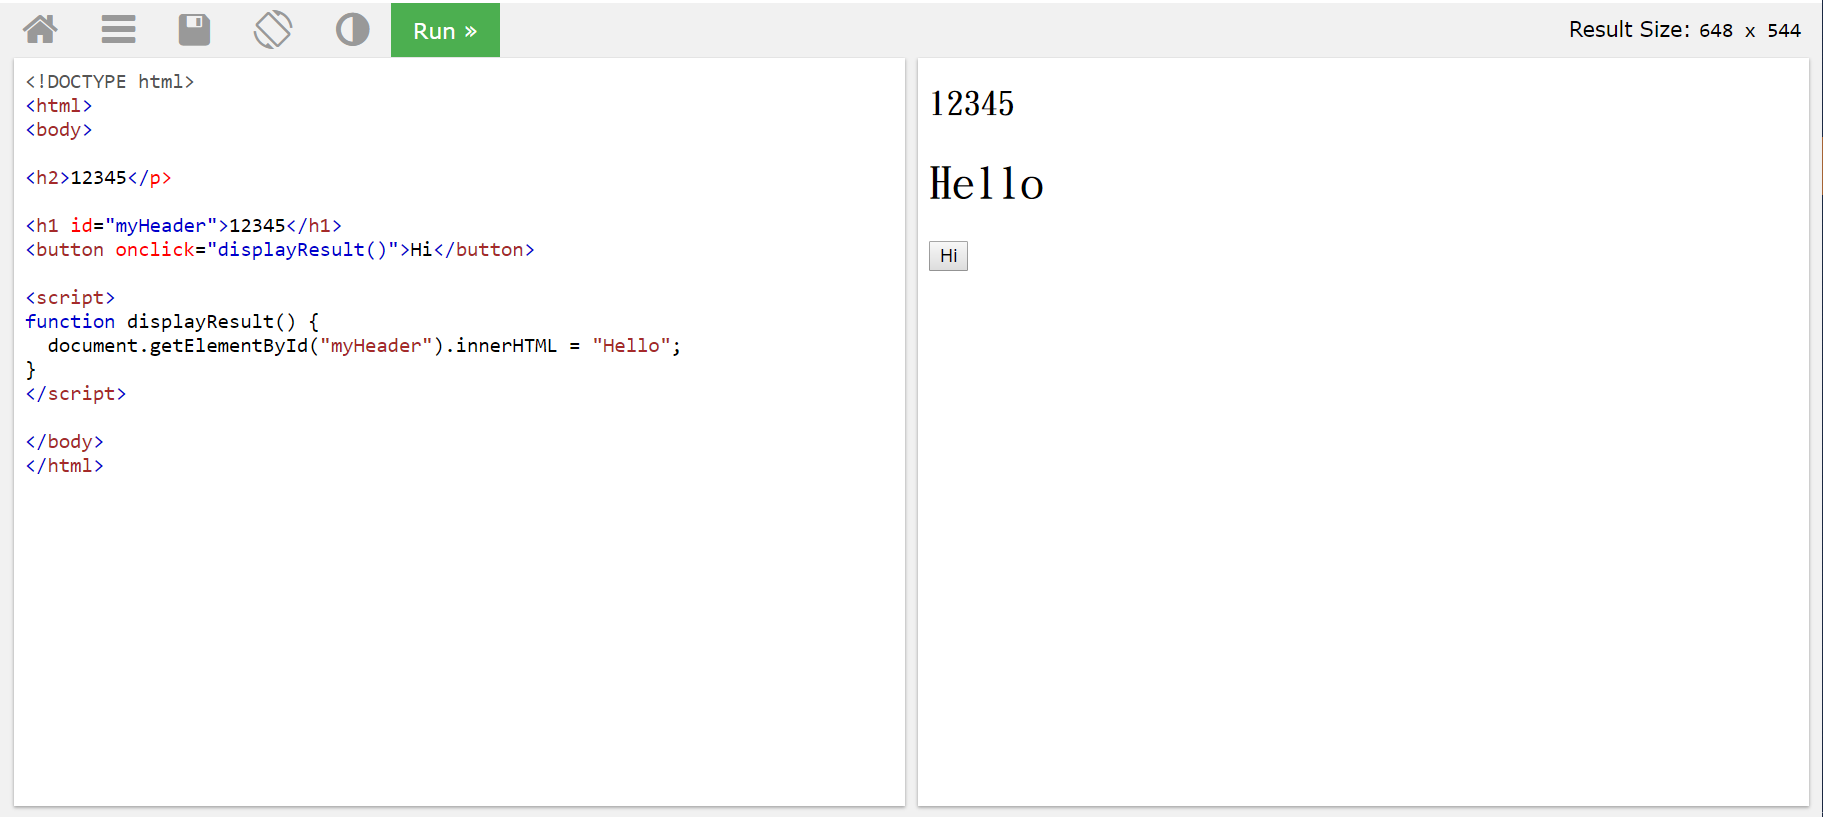 Run »
Result Size: 648 x 544
<!DOCTYPE html>
<html>
<body>
<h2>12345</p>
<h1 id="myHeader">12345</h1>
<button onclick="displayResult()">Hi</button>
<script>
function displayResult() {
  document.getElementById("myHeader").innerHTML = "Hello";
}
</script>
</body>
</html>
12345
Hello
Hi